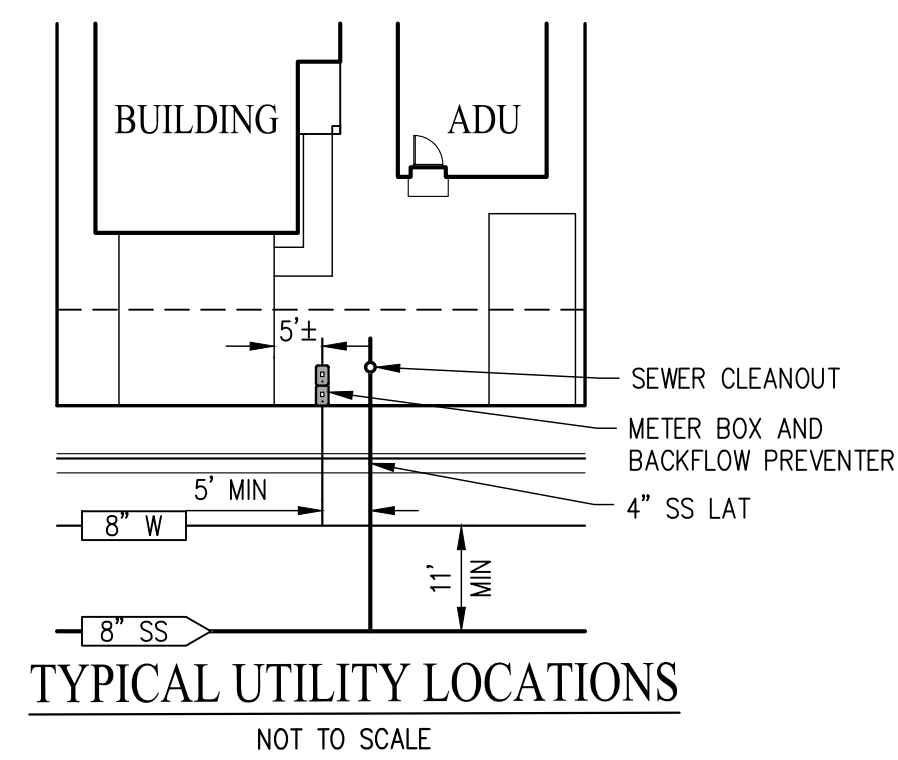 BUILDING
ADU
5'±
SEWER CLEANOUT
METER BOX AND
BACKFLOW PREVENTER
5' MIN
4" SS LAT
8" W
11'
MIN
8" SS
TYPICAL UTILITY LOCATIONS
NOT TO SCALE